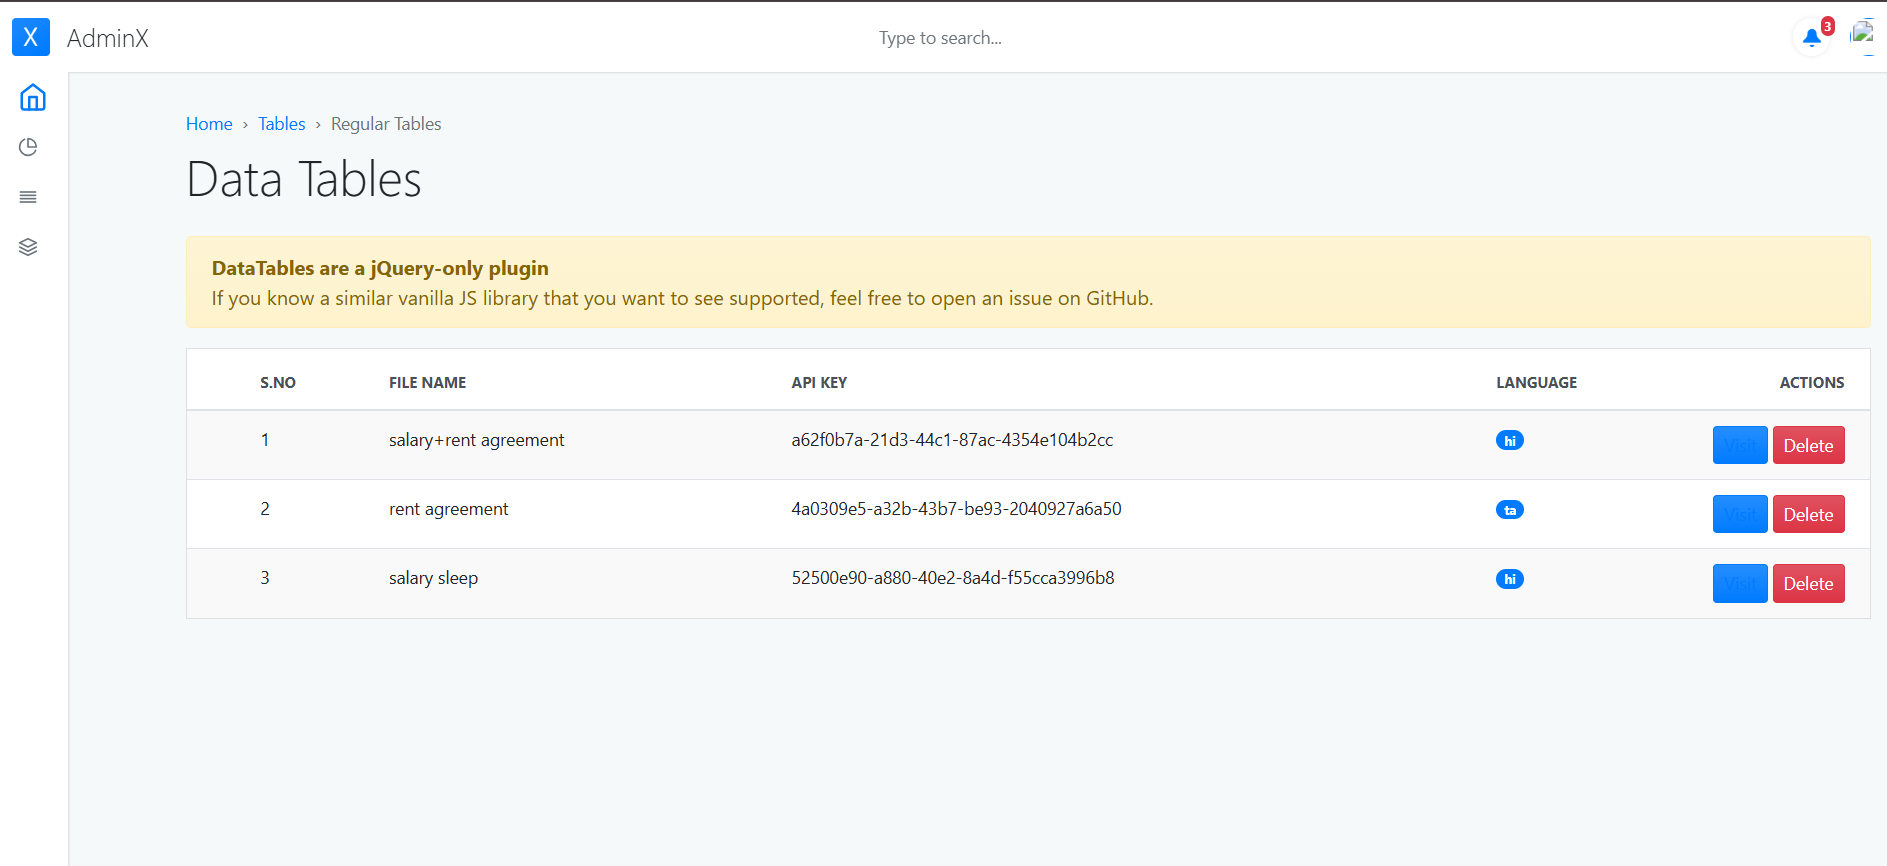 X AdminX Type to search... 3
Home › Tables › Regular Tables
Data Tables
DataTables are a jQuery-only plugin
If you know a similar vanilla JS library that you want to see supported, feel free to open an issue on GitHub.
S.NO FILE NAME API KEY LANGUAGE ACTIONS
1 salary+rent agreement a62f0b7a-21d3-44c1-87ac-4354e104b2cc hi Visit Delete
2 rent agreement 4a0309e5-a32b-43b7-be93-2040927a6a50 ta Visit Delete
3 salary sleep 52500e90-a880-40e2-8a4d-f55cca3996b8 hi Visit Delete